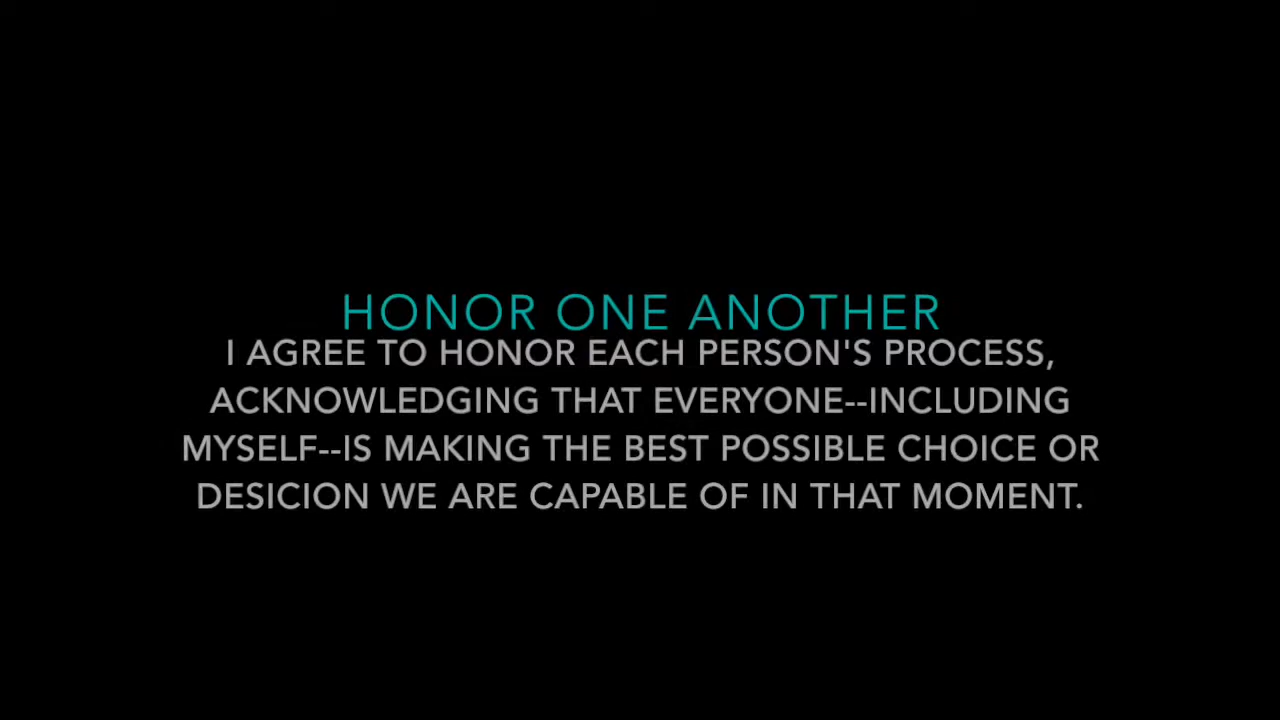 HONOR ONE ANOTHER
I AGREE TO HONOR EACH PERSON'S PROCESS,
ACKNOWLEDGING THAT EVERYONE--INCLUDING
MYSELF--IS MAKING THE BEST POSSIBLE CHOICE OR
DESICION WE ARE CAPABLE OF IN THAT MOMENT.